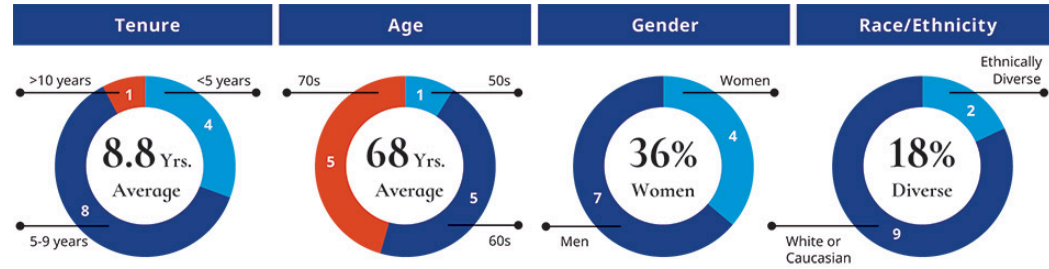 Tenure
>10 years
<5 years
1
4
8.8 Yrs.
Average
8
5-9 years
Age
70s
50s
1
5
68 Yrs.
Average
5
60s
Gender
Women
36%
Women
4
7
Men
Race/Ethnicity
Ethnically
Diverse
2
18%
Diverse
9
White or
Caucasian